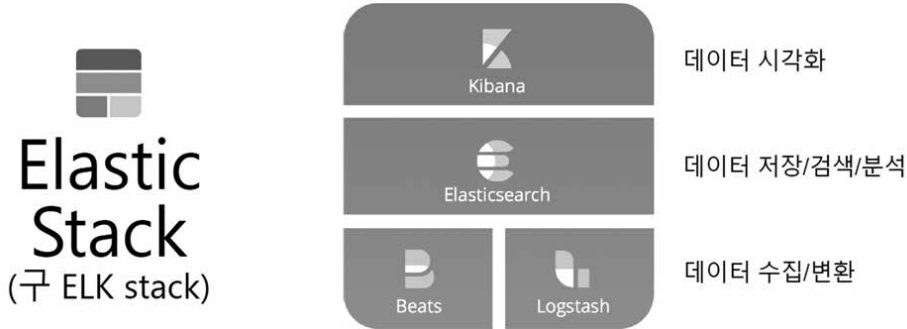 Elastic
Stack
(구 ELK stack)
Kibana
데이터 시각화
Elasticsearch
데이터 저장/검색/분석
Beats
Logstash
데이터 수집/변환